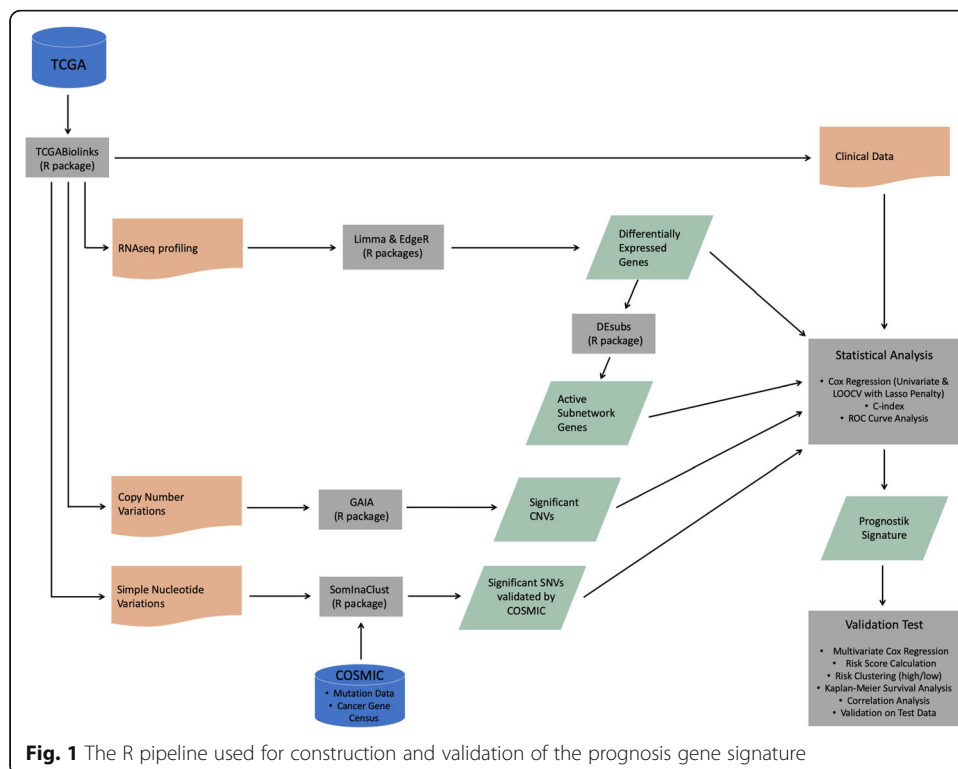 TCGA
TCGABiolinks
(R package)
Clinical Data
RNAseq profiling
Limma & EdgeR
(R packages)
Differentially
Expressed
Genes
DEsubs
(R package)
Active
Subnetwork
Genes
Statistical Analysis
• Cox Regression (Univariate &
LOOCV with Lasso Penalty)
• C-index
• ROC Curve Analysis
Copy Number
Variations
GAIA
(R package)
Significant
CNVs
Prognostik
Signature
Simple Nucleotide
Variations
SomInaClust
(R package)
Significant SNVs
validated by
COSMIC
COSMIC
• Mutation Data
• Cancer Gene
Census
Validation Test
• Multivariate Cox Regression
• Risk Score Calculation
• Risk Clustering (high/low)
• Kaplan-Meier Survival Analysis
• Correlation Analysis
• Validation on Test Data
Fig. 1 The R pipeline used for construction and validation of the prognosis gene signature